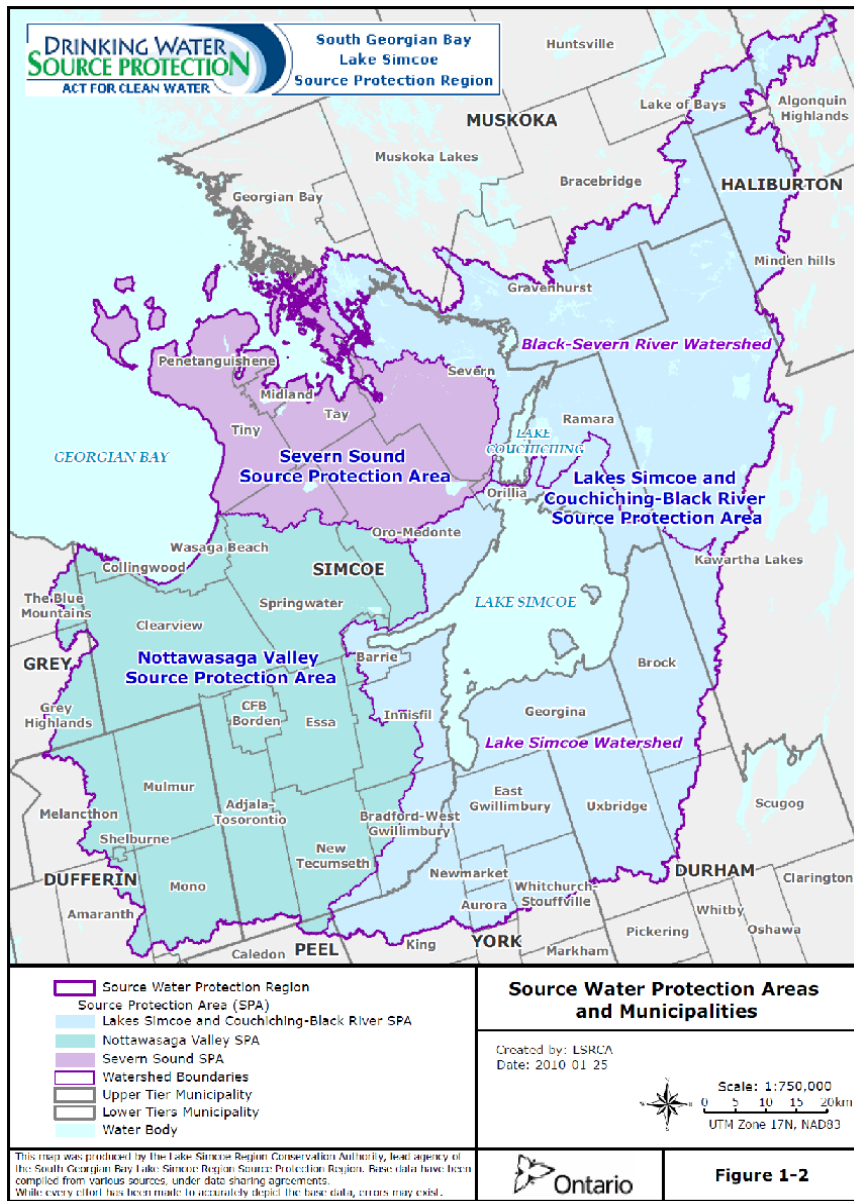 DRINKING WATER
SOURCE PROTECTION
ACT FOR CLEAN WATER
South Georgian Bay
Lake Simcoe
Source Protection Region
Huntsville
Lake of Bays
Algonquin
Highlands
MUSKOKA
Muskoka Lakes
Bracebridge
HALIBURTON
Georgian Bay
Minden hills
Gravenhurst
Black-Severn River Watershed
Penetanguishene
Severn
Midland
Tay
Ramara
Tiny
LAKE
COUCHICHING
GEORGIAN BAY
Severn Sound
Source Protection Area
Lakes Simcoe and
Couchiching-Black River
Source Protection Area
Orillia
Oro-Medonte
Wasaga Beach
Collingwood
SIMCOE
Kawartha Lakes
The Blue
Mountains
Springwater
LAKE SIMCOE
Clearview
GREY
Nottawasaga Valley
Source Protection Area
Barrie
Brock
Grey
Highlands
CFB
Borden
Essa
Innisfil
Georgina
Lake Simcoe Watershed
Mulmur
East
Gwillimbury
Melancthon
Adjala-
Tosorontio
Bradford-West
Gwillimbury
Uxbridge
Scugog
Shelburne
New
Tecumseth
DUFFERIN
Mono
Newmarket
DURHAM
Whitchurch-
Stouffville
Clarington
Amaranth
Aurora
Whitby
Pickering
Oshawa
PEEL
King
YORK
Caledon
Markham
Source Water Protection Region
Source Protection Area (SPA)
Lakes Simcoe and Couchiching-Black River SPA
Nottawasaga Valley SPA
Severn Sound SPA
Watershed Boundaries
Upper Tier Municipality
Lower Tiers Municipality
Water Body
Source Water Protection Areas
and Municipalities
Created by: LSRCA
Date: 2010-01-25
Scale: 1:750,000
0 5 10 15 20km
UTM Zone 17N, NAD83
This map was produced by the Lake Simcoe Region Conservation Authority, lead agency of
the South Georgian Bay Lake Simcoe Region Source Protection Region. Base data have been
compiled from various sources, under data sharing agreements.
While every effort has been made to accurately depict the base data, errors may exist.
Ontario
Figure 1-2